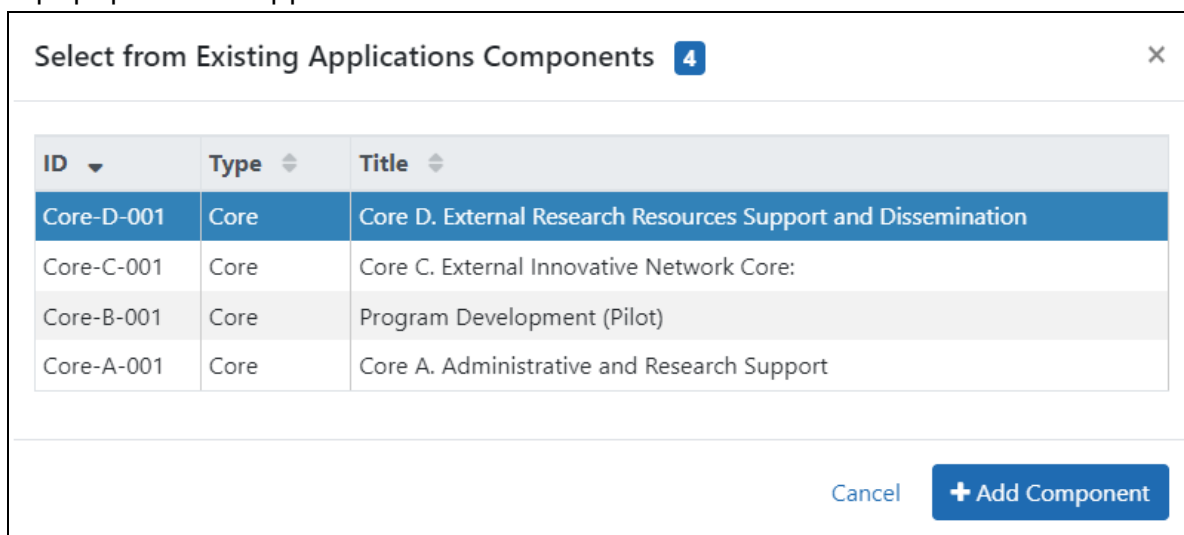 Select from Existing Applications Components 4 ×
ID Type Title
Core-D-001 Core Core D. External Research Resources Support and Dissemination
Core-C-001 Core Core C. External Innovative Network Core:
Core-B-001 Core Program Development (Pilot)
Core-A-001 Core Core A. Administrative and Research Support
Cancel + Add Component